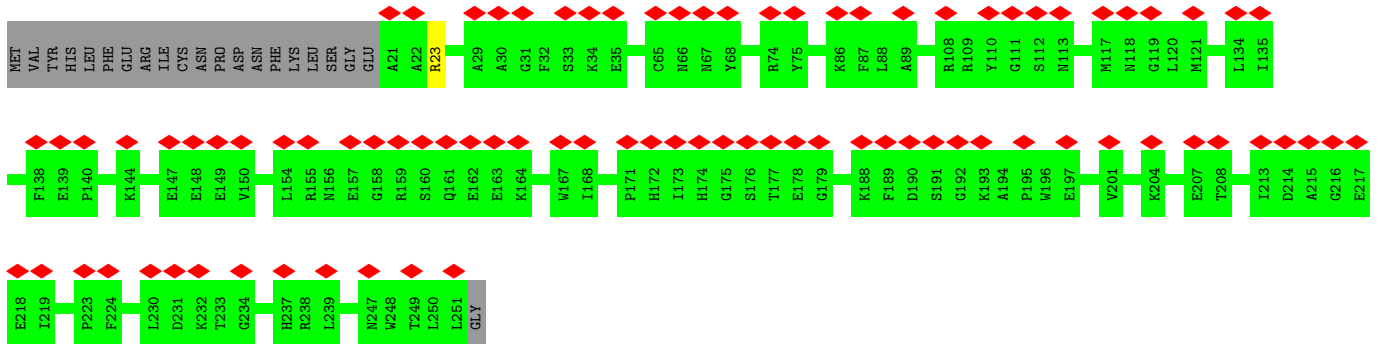 MET VAL TYR HIS LEU PHE GLU ARG ILE CYS ASN PRO ASP ASN PHE LYS LEU SER GLY GLU A21 A22 R23 A29 A30 G31 F32 S33 K34 E35 C65 N66 N67 Y68 R74 Y75 K86 F87 L88 A89 R108 R109 Y110 G111 S112 N113 M117 N118 G119 L120 M121 L134 I135
F138 E139 P140 K144 E147 E148 E149 V150 L154 R155 N156 E157 G158 R159 S160 Q161 E162 E163 K164 W167 I168 P171 H172 I173 H174 G175 S176 T177 E178 G179 K188 F189 D190 S191 G192 K193 A194 P195 W196 E197 V201 K204 E207 T208 I213 D214 A215 G216 E217
E218 I219 P223 F224 L230 D231 K232 T233 G234 H237 R238 L239 N247 W248 T249 L250 L251 GLY